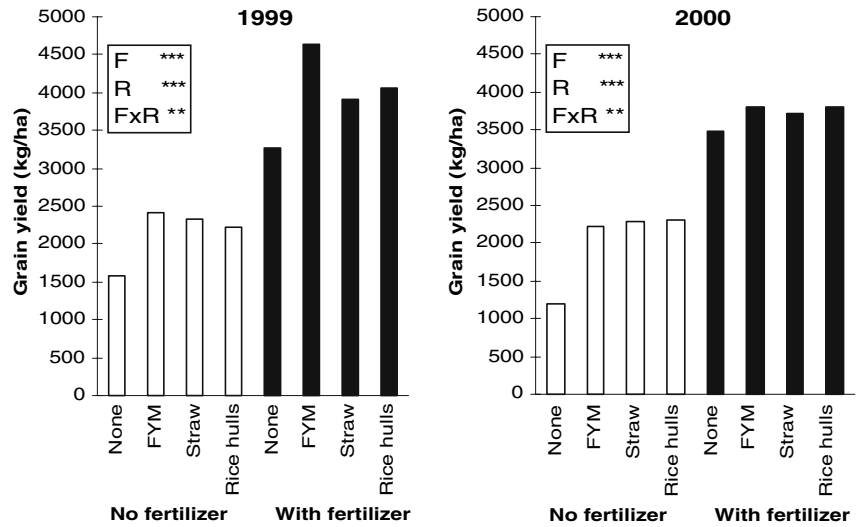 1999
Grain yield (kg/ha)
5000
4500
4000
3500
3000
2500
2000
1500
1000
500
0
F ***
R ***
FxR **
None
FYM
Straw
Rice hulls
None
FYM
Straw
Rice hulls
No fertilizer With fertilizer
2000
Grain yield (kg/ha)
5000
4500
4000
3500
3000
2500
2000
1500
1000
500
0
F ***
R ***
FxR **
None
FYM
Straw
Rice hulls
None
FYM
Straw
Rice hulls
No fertilizer With fertilizer